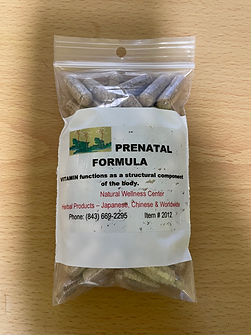 PRENATAL
FORMULA
VITAMIN functions as a structural component
of the body.
Natural Wellness Center
Herbal Products – Japanese, Chinese & Worldwide
Phone: (843) 669-2295 Item # 2012